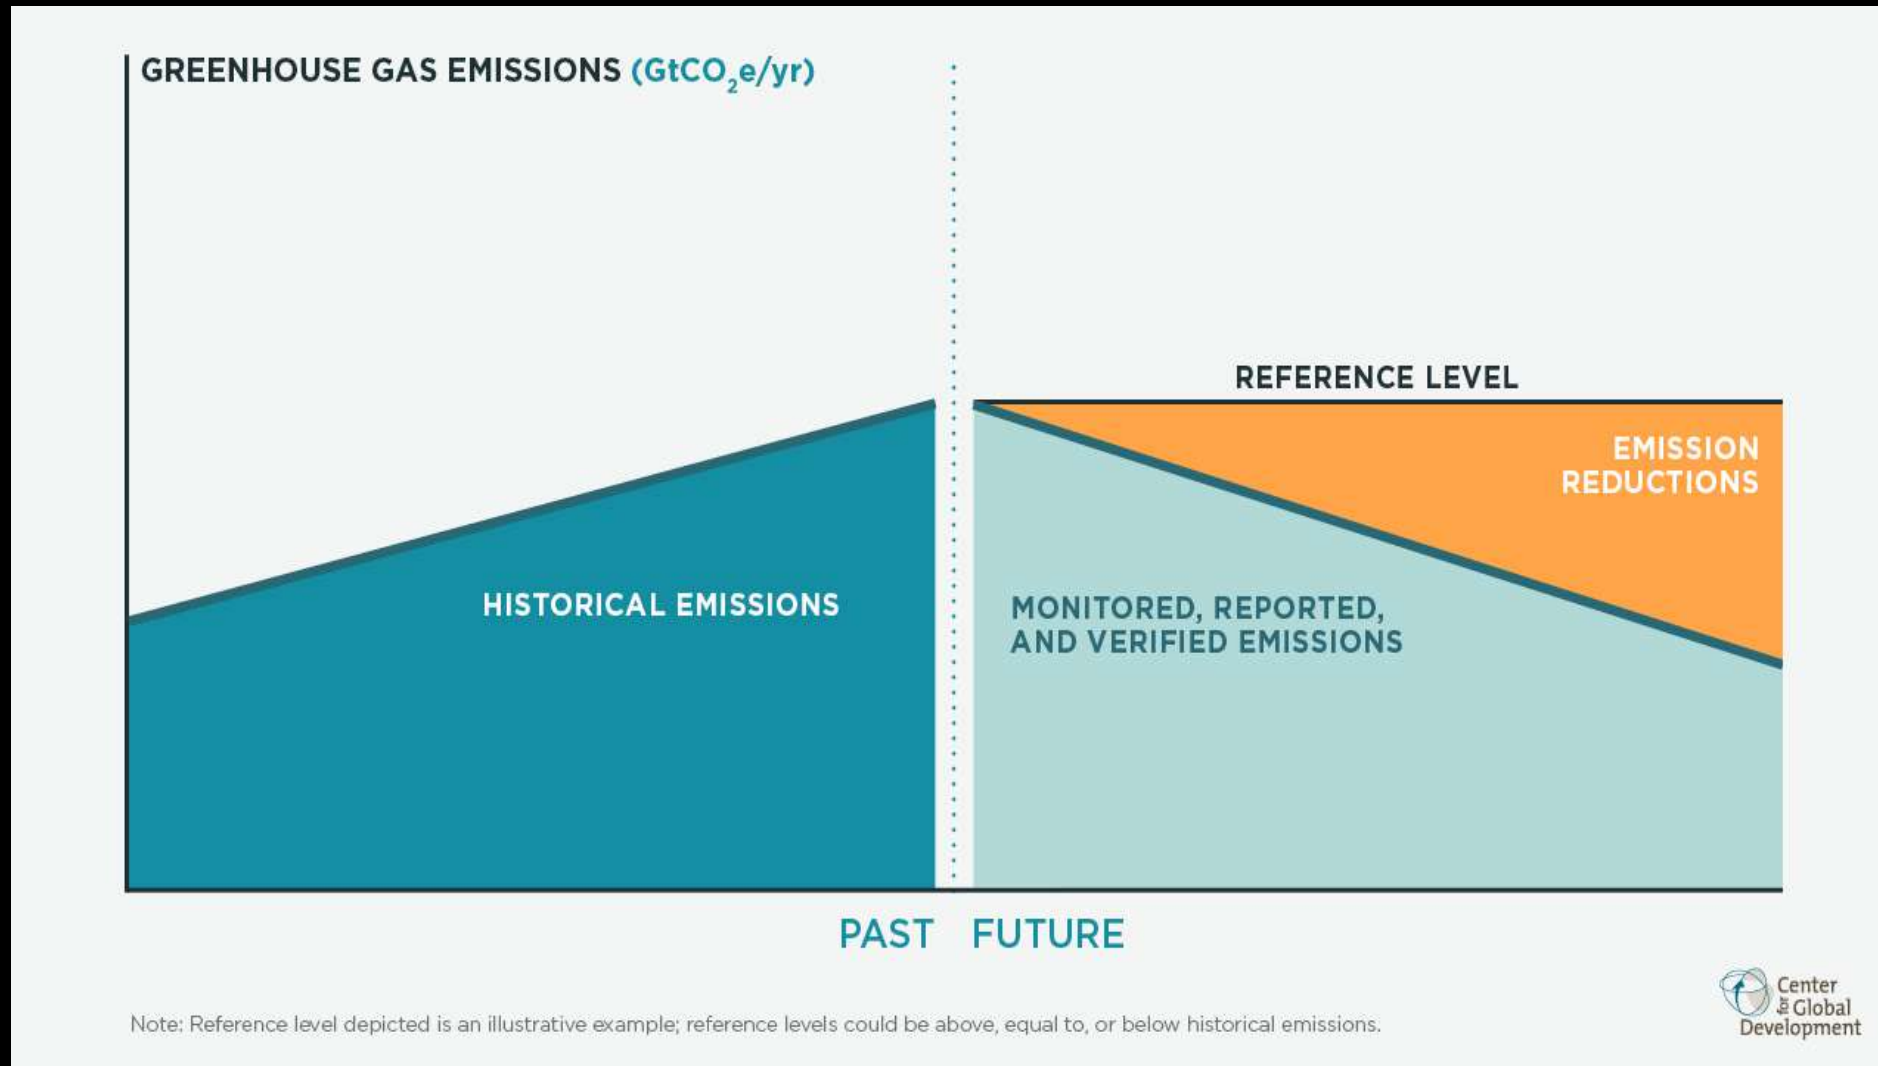 GREENHOUSE GAS EMISSIONS (GtCO₂e/yr)
REFERENCE LEVEL
EMISSION
REDUCTIONS
HISTORICAL EMISSIONS
MONITORED, REPORTED,
AND VERIFIED EMISSIONS
PAST FUTURE
Note: Reference level depicted is an illustrative example; reference levels could be above, equal to, or below historical emissions.
Center
for Global
Development